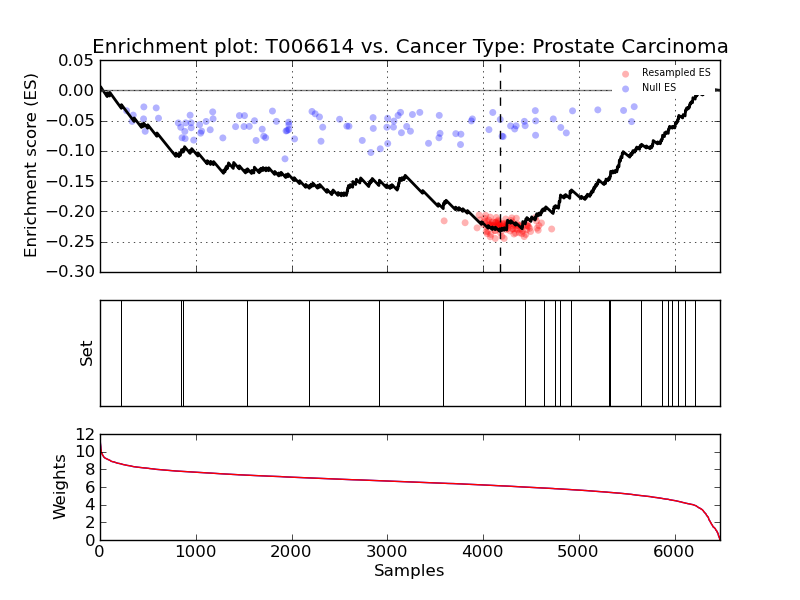 Enrichment plot: T006614 vs. Cancer Type: Prostate Carcinoma
Enrichment score (ES)
0.05
0.00
−0.05
−0.10
−0.15
−0.20
−0.25
−0.30
Resampled ES
Null ES
Set
Weights
12
10
8
6
4
2
0
0 1000 2000 3000 4000 5000 6000
Samples